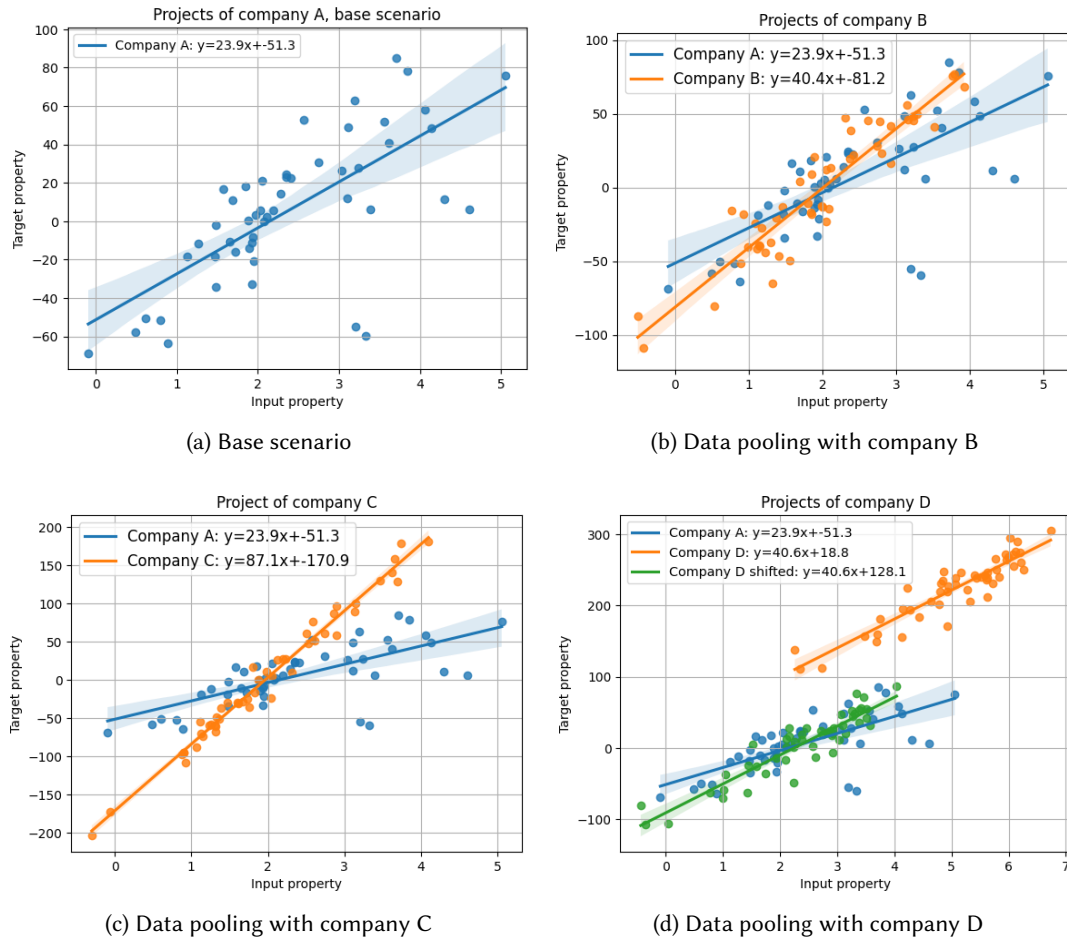 Projects of company A, base scenario
Company A: y=23.9x+-51.3
100
80
60
40
20
0
−20
−40
−60
Target property
0 1 2 3 4 5
Input property
(a) Base scenario
Projects of company B
Company A: y=23.9x+-51.3
Company B: y=40.4x+-81.2
100
50
0
−50
−100
Target property
0 1 2 3 4 5
Input property
(b) Data pooling with company B
Project of company C
Company A: y=23.9x+-51.3
Company C: y=87.1x+-170.9
200
150
100
50
0
−50
−100
−150
−200
Target property
0 1 2 3 4 5
Input property
(c) Data pooling with company C
Projects of company D
Company A: y=23.9x+-51.3
Company D: y=40.6x+18.8
Company D shifted: y=40.6x+128.1
300
200
100
0
−100
Target property
0 1 2 3 4 5 6 7
Input property
(d) Data pooling with company D